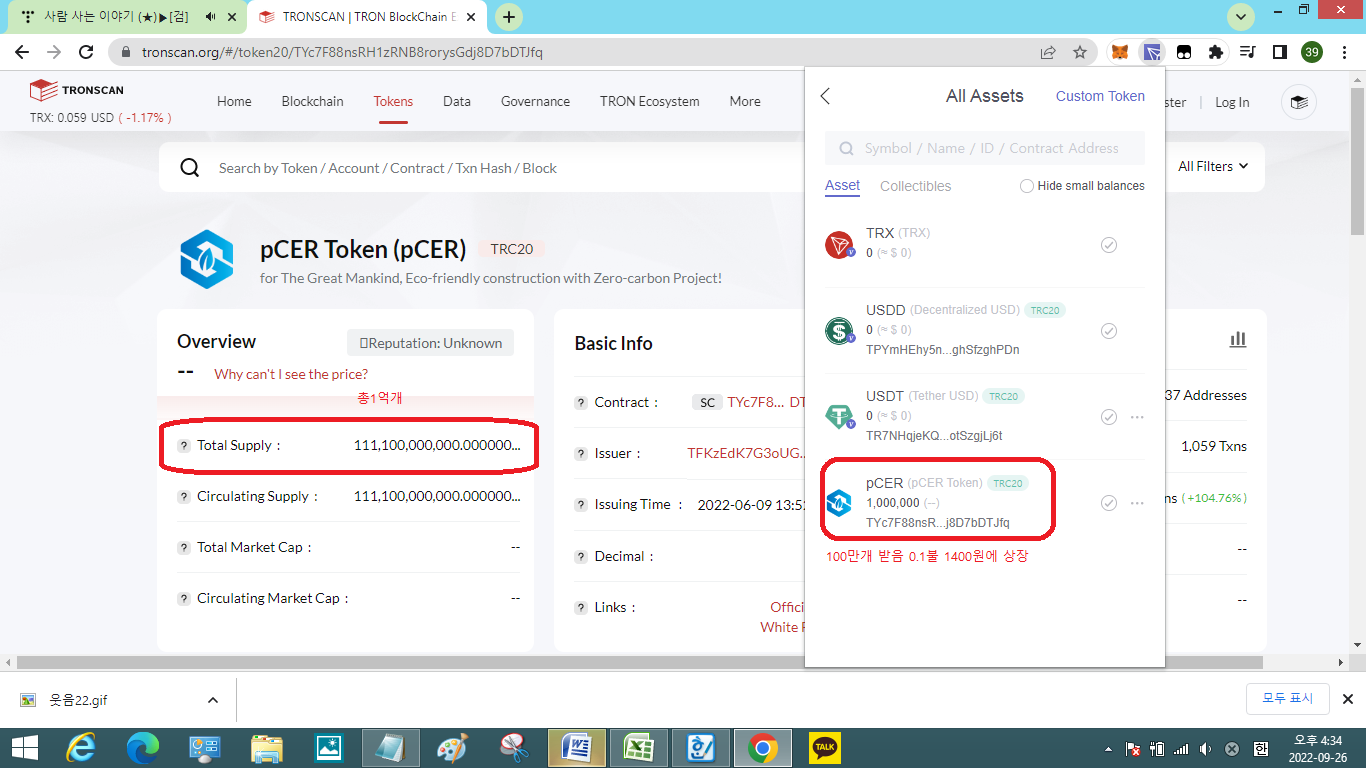 사람 사는 이야기 (★)▶[검]
TRONSCAN | TRON BlockChain E
tronscan.org/#/token20/TYc7F88nsRH1zRNB8rorysGdj8D7bDTJfq
39
TRONSCAN
TRX: 0.059 USD ( -1.17% )
Home Blockchain Tokens Data Governance TRON Ecosystem More
ster | Log In
Search by Token / Account / Contract / Txn Hash / Block
All Filters
pCER Token (pCER) TRC20
for The Great Mankind, Eco-friendly construction with Zero-carbon Project!
Overview
Reputation: Unknown
-- Why can't I see the price?
총1억개
? Total Supply : 111,100,000,000.000000...
? Circulating Supply : 111,100,000,000.000000...
? Total Market Cap : --
? Circulating Market Cap : --
Basic Info
? Contract : SC TYc7F8... DT
? Issuer : TFKzEdK7G3oUG..
? Issuing Time : 2022-06-09 13:52
? Decimal :
? Links : Offici
White P
37 Addresses
1,059 Txns
ns (+104.76%)
--
--
All Assets
Custom Token
Symbol / Name / ID / Contract Address
Asset Collectibles Hide small balances
TRX (TRX)
0 (≈ $ 0)
USDD (Decentralized USD) TRC20
0 (≈ $ 0)
TPYmHEhy5n...ghSfzghPDn
USDT (Tether USD) TRC20
0 (≈ $ 0)
TR7NHqjeKQ...otSzgjLj6t
pCER (pCER Token) TRC20
1,000,000 (--)
TYc7F88nsR...j8D7bDTJfq
100만개 받음 0.1불 1400원에 상장
웃음22.gif
모두 표시
TALK
한
오후 4:34
2022-09-26